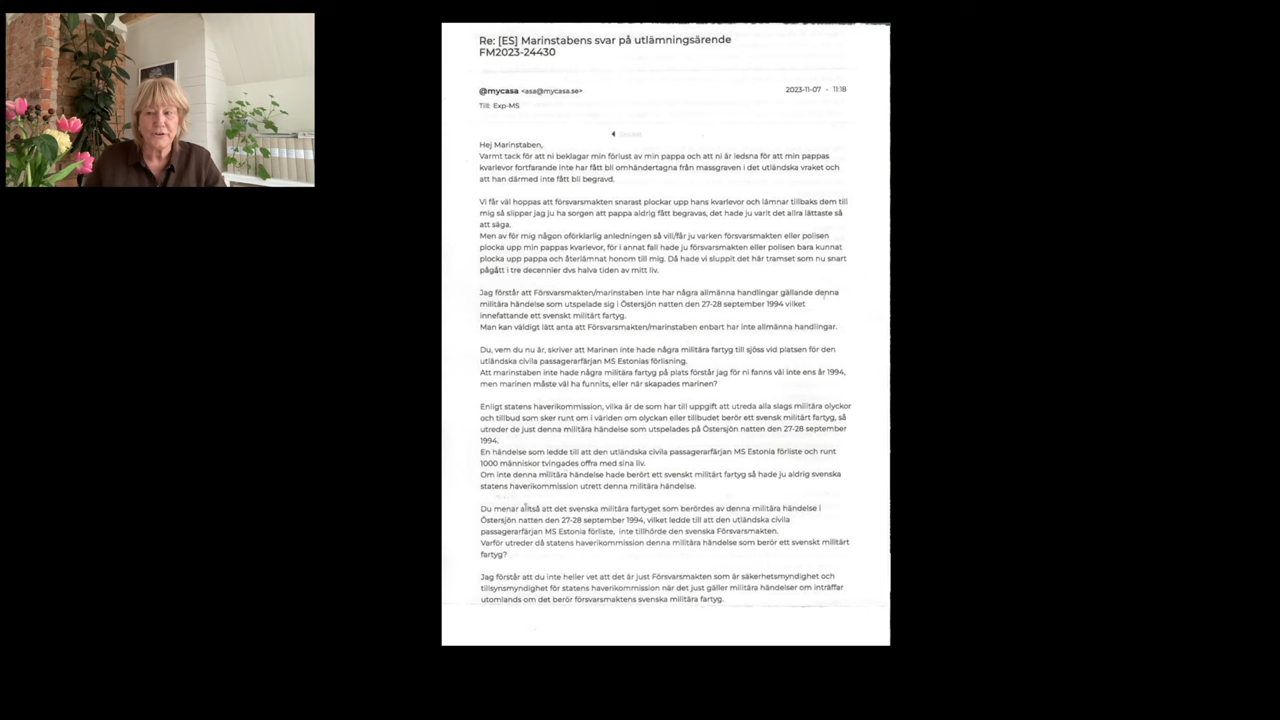 Re: [ES] Marinstabens svar på utlämningsärende
FM2023-24430
@mycasa <asa@mycasa.se>
2023-11-07 - 11:18
Till: Exp-MS
Hej Marinstaben,
Varmt tack för att ni beklagar min förlust av min pappa och att ni är ledsna för att min pappas
kvarlevor fortfarande inte har fått bli omhändertagna från massgraven i det utländska vraket och
att han därmed inte fått bli begravd.
Vi får väl hoppas att försvarsmakten snarast plockar upp hans kvarlevor och lämnar tillbaks dem till
mig så slipper jag ju ha sorgen att pappa aldrig fått begravas, det hade ju varit det allra lättaste så
att säga.
Men av för mig någon oförklarlig anledningen så vill/får ju varken försvarsmakten eller polisen
plocka upp min pappas kvarlevor, för i annat fall hade ju försvarsmakten eller polisen bara kunnat
plocka upp pappa och återlämnat honom till mig. Då hade vi sluppit det här tramset som nu snart
pågått i tre decennier dvs halva tiden av mitt liv.
Jag förstår att Försvarsmakten/marinstaben inte har några allmänna handlingar gällande denna
militära händelse som utspelade sig i Östersjön natten den 27-28 september 1994 vilket
innefattande ett svenskt militärt fartyg.
Man kan väldigt lätt anta att Försvarsmakten/marinstaben enbart har inte allmänna handlingar.
Du, vem du nu är, skriver att Marinen inte hade några militära fartyg till sjöss vid platsen för den
utländska civila passagerarfärjan MS Estonias förlisning.
Att marinstaben inte hade några militära fartyg på plats förstår jag för ni fanns väl inte ens år 1994,
men marinen måste väl ha funnits, eller när skapades marinen?
Enligt statens haverikommission, vilka är de som har till uppgift att utreda alla slags militära olyckor
och tillbud som sker runt om i världen om olyckan eller tillbudet berör ett svensk militärt fartyg, så
utreder de just denna militära händelse som utspelades på Östersjön natten den 27-28 september
1994.
En händelse som ledde till att den utländska civila passagerarfärjan MS Estonia förliste och runt
1000 människor tvingades offra med sina liv.
Om inte denna militära händelse hade berört ett svenskt militärt fartyg så hade ju aldrig svenska
statens haverikommission utrett denna militära händelse.
Du menar alltså att det svenska militära fartyget som berördes av denna militära händelse i
Östersjön natten den 27-28 september 1994, vilket ledde till att den utländska civila
passagerarfärjan MS Estonia förliste, inte tillhörde den svenska Försvarsmakten.
Varför utreder då statens haverikommission denna militära händelse som berör ett svenskt militärt
fartyg?
Jag förstår att du inte heller vet att det är just Försvarsmakten som är säkerhetsmyndighet och
tillsynsmyndighet för statens haverikommission när det just gäller militära händelser om inträffar
utomlands om det berör försvarsmaktens svenska militära fartyg.